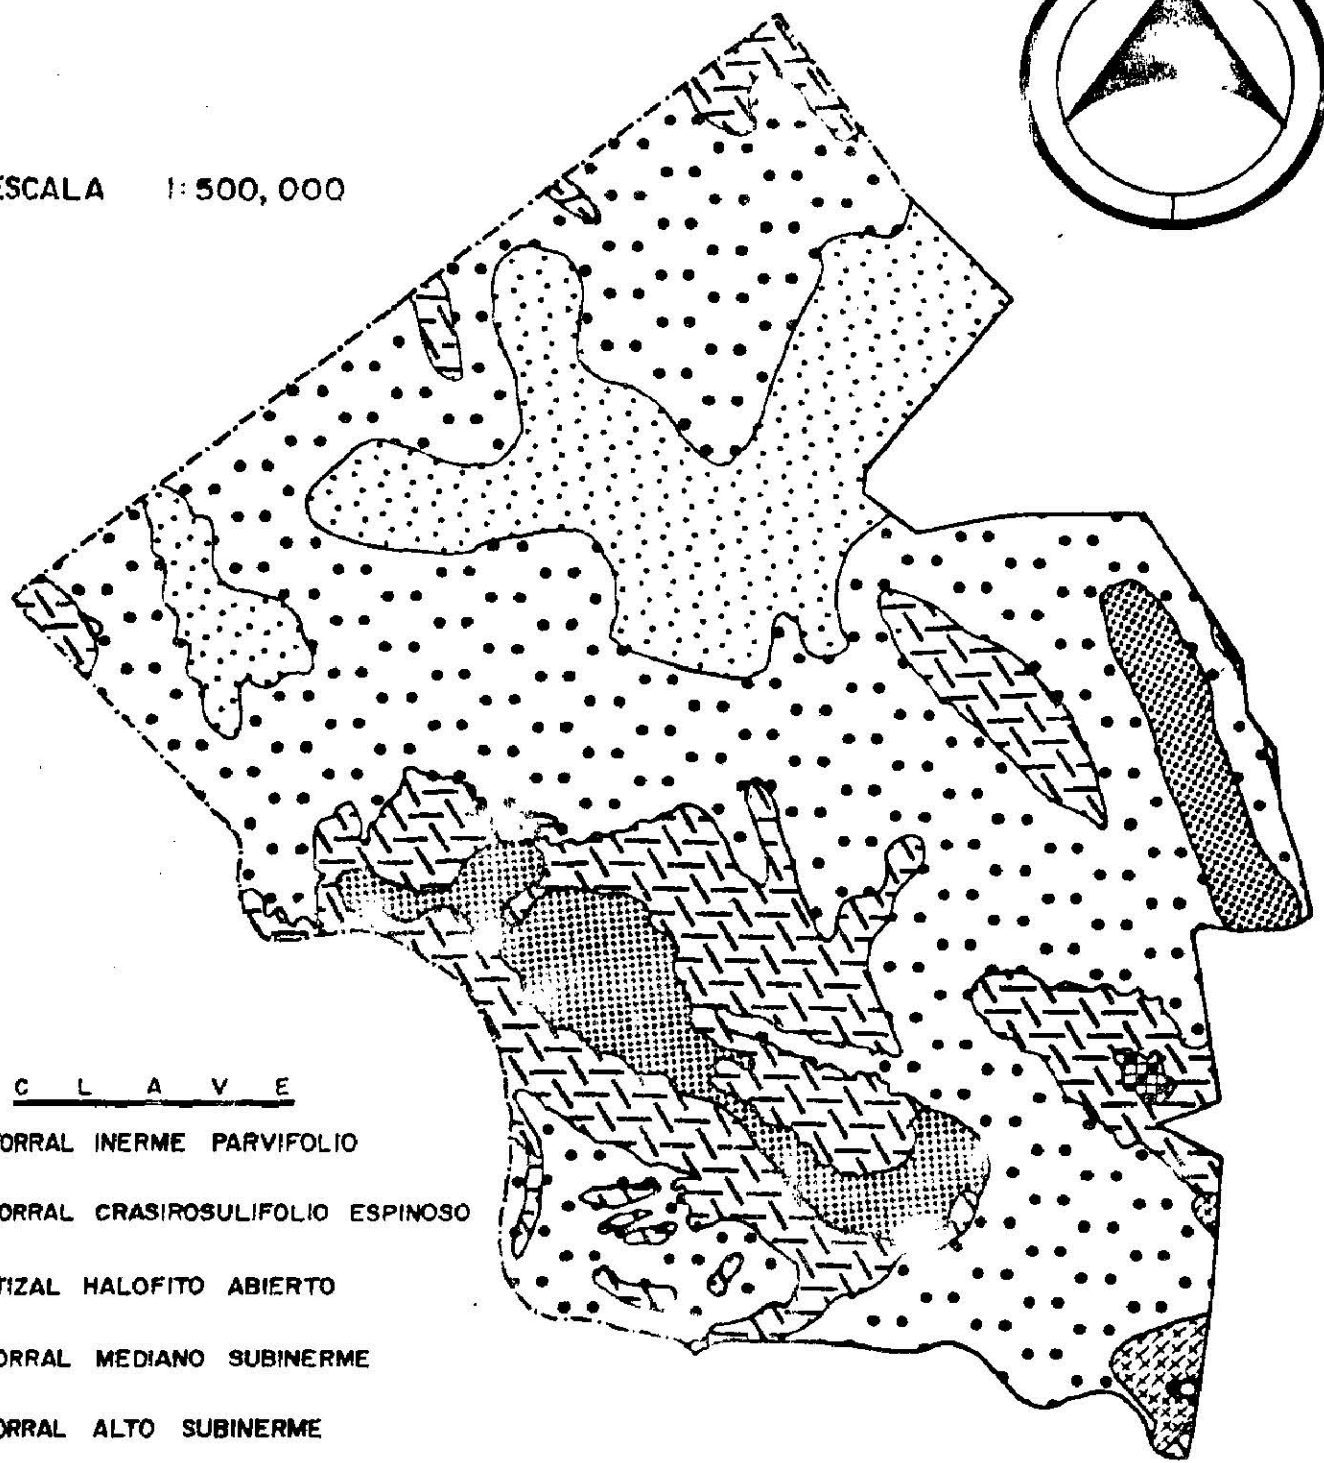 ESCALA 1:500,000
C L A V E
ORRAL INERME PARVIFOLIO
ORRAL CRASIROSULIFOLIO ESPINOSO
TIZAL HALOFITO ABIERTO
ORRAL MEDIANO SUBINERME
ORRAL ALTO SUBINERME